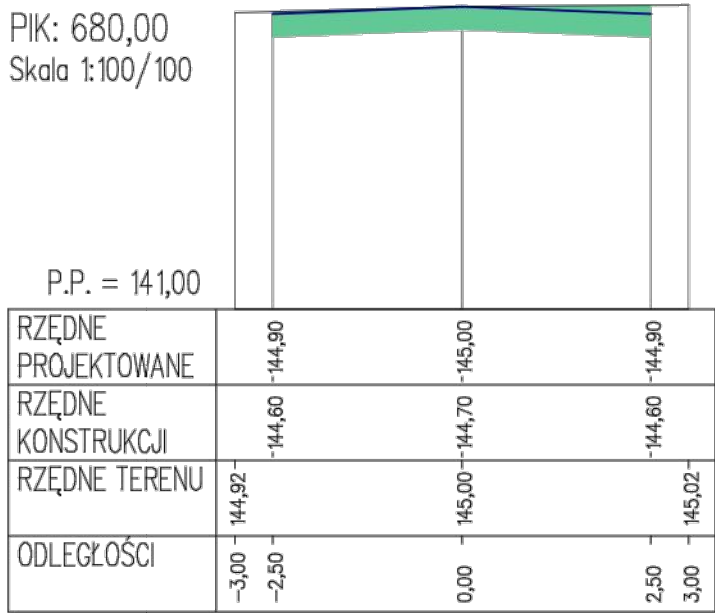 PIK: 680,00
Skala 1:100/100
P.P. = 141,00
RZĘDNE
PROJEKTOWANE
144,90
145,00
144,90
RZĘDNE
KONSTRUKCJI
144,60
144,70
144,60
RZĘDNE TERENU
144,92
145,00
145,02
ODLEGŁOŚCI
-3,00
-2,50
0,00
2,50
3,00